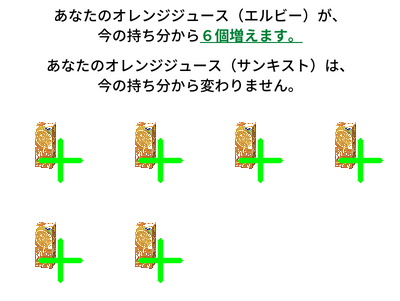 あなたのオレンジジュース（エルビー）が、
今の持ち分から６個増えます。
あなたのオレンジジュース（サンキスト）は、
今の持ち分から変わりません。